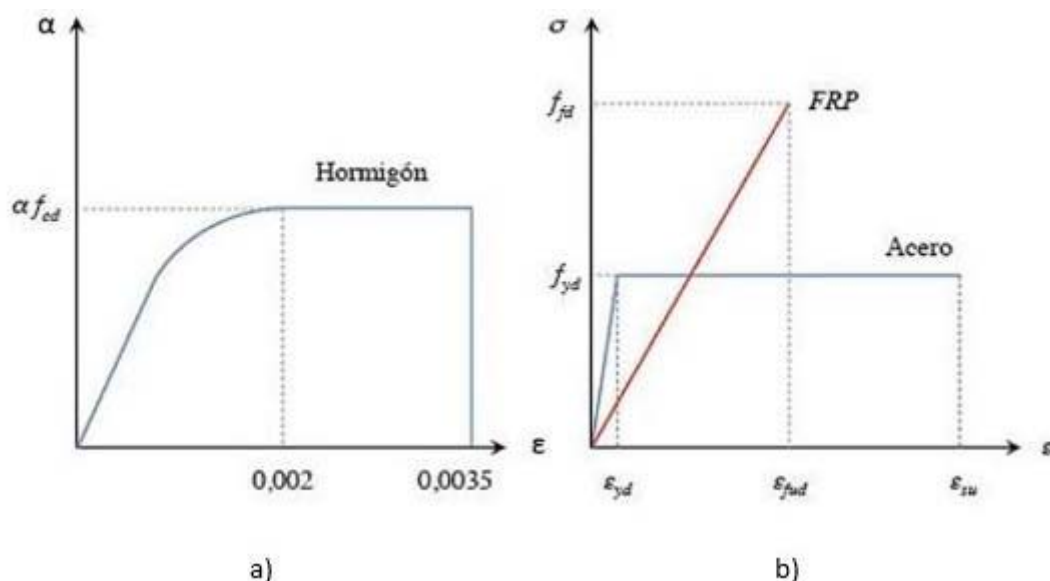 α
Hormigón
αf_cd
ε
0,002
0,0035
a)
σ
FRP
f_fd
Acero
f_yd
ε
ε_yd
ε_fud
ε_su
b)